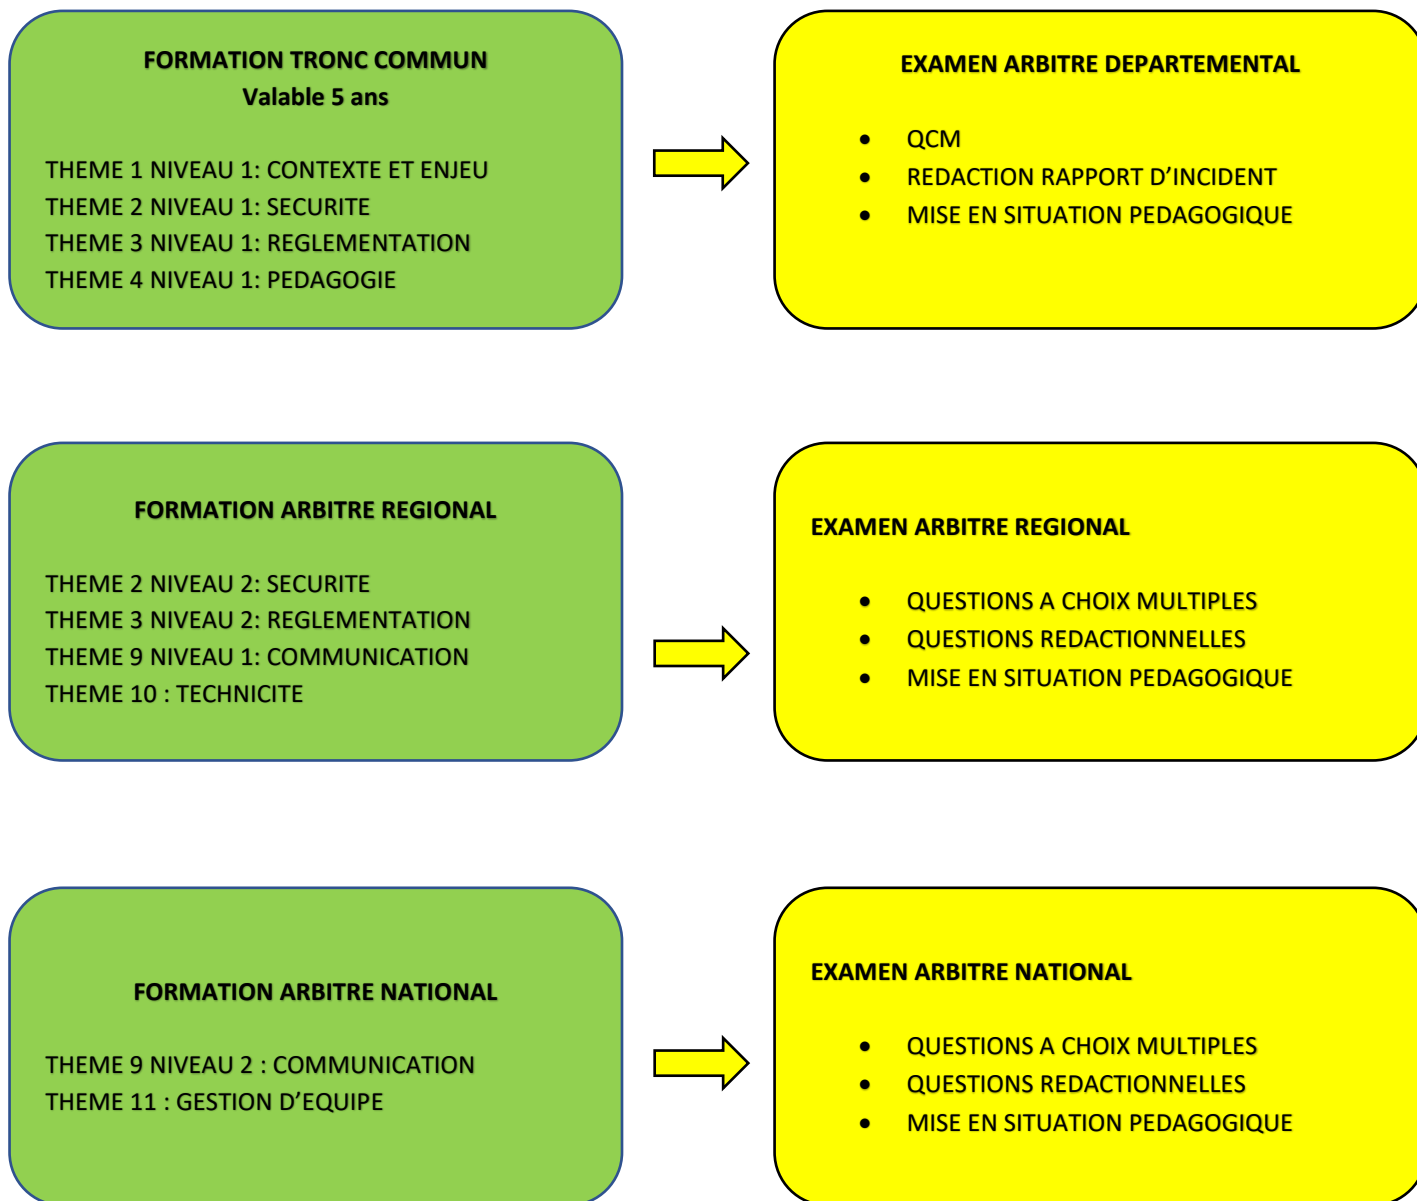 FORMATION TRONC COMMUN
Valable 5 ans
THEME 1 NIVEAU 1: CONTEXTE ET ENJEU
THEME 2 NIVEAU 1: SECURITE
THEME 3 NIVEAU 1: REGLEMENTATION
THEME 4 NIVEAU 1: PEDAGOGIE
EXAMEN ARBITRE DEPARTEMENTAL
• QCM
• REDACTION RAPPORT D’INCIDENT
• MISE EN SITUATION PEDAGOGIQUE
FORMATION ARBITRE REGIONAL
THEME 2 NIVEAU 2: SECURITE
THEME 3 NIVEAU 2: REGLEMENTATION
THEME 9 NIVEAU 1: COMMUNICATION
THEME 10 : TECHNICITE
EXAMEN ARBITRE REGIONAL
• QUESTIONS A CHOIX MULTIPLES
• QUESTIONS REDACTIONNELLES
• MISE EN SITUATION PEDAGOGIQUE
FORMATION ARBITRE NATIONAL
THEME 9 NIVEAU 2 : COMMUNICATION
THEME 11 : GESTION D’EQUIPE
EXAMEN ARBITRE NATIONAL
• QUESTIONS A CHOIX MULTIPLES
• QUESTIONS REDACTIONNELLES
• MISE EN SITUATION PEDAGOGIQUE